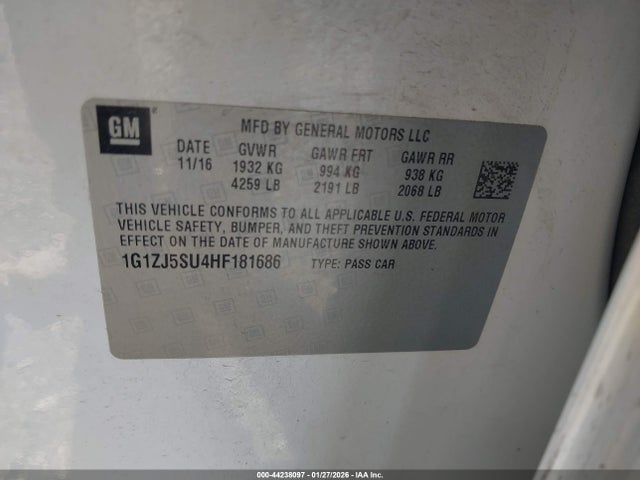 GM
MFD BY GENERAL MOTORS LLC
DATE GVWR GAWR FRT GAWR RR
11/16 1932 KG 994 KG 938 KG
4259 LB 2191 LB 2068 LB
THIS VEHICLE CONFORMS TO ALL APPLICABLE U.S. FEDERAL MOTOR
VEHICLE SAFETY, BUMPER, AND THEFT PREVENTION STANDARDS IN
EFFECT ON THE DATE OF MANUFACTURE SHOWN ABOVE.
1G1ZJ5SU4HF181686 TYPE: PASS CAR
000-44238097 - 01/27/2026 - IAA Inc.